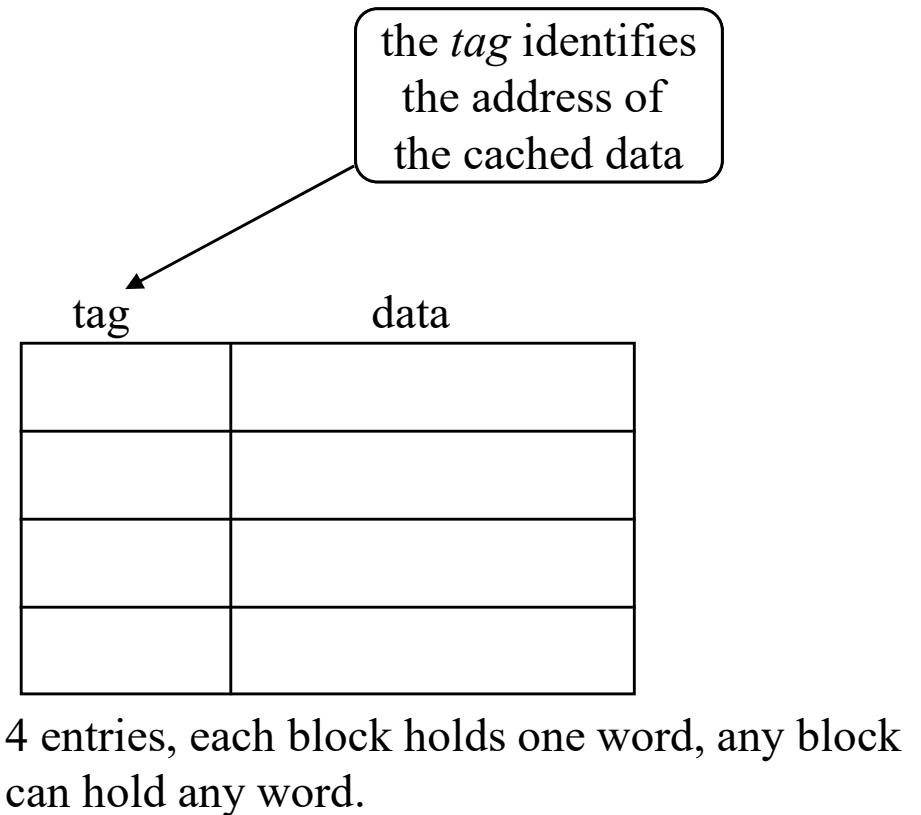 the tag identifies
the address of
the cached data
tag data
4 entries, each block holds one word, any block
can hold any word.